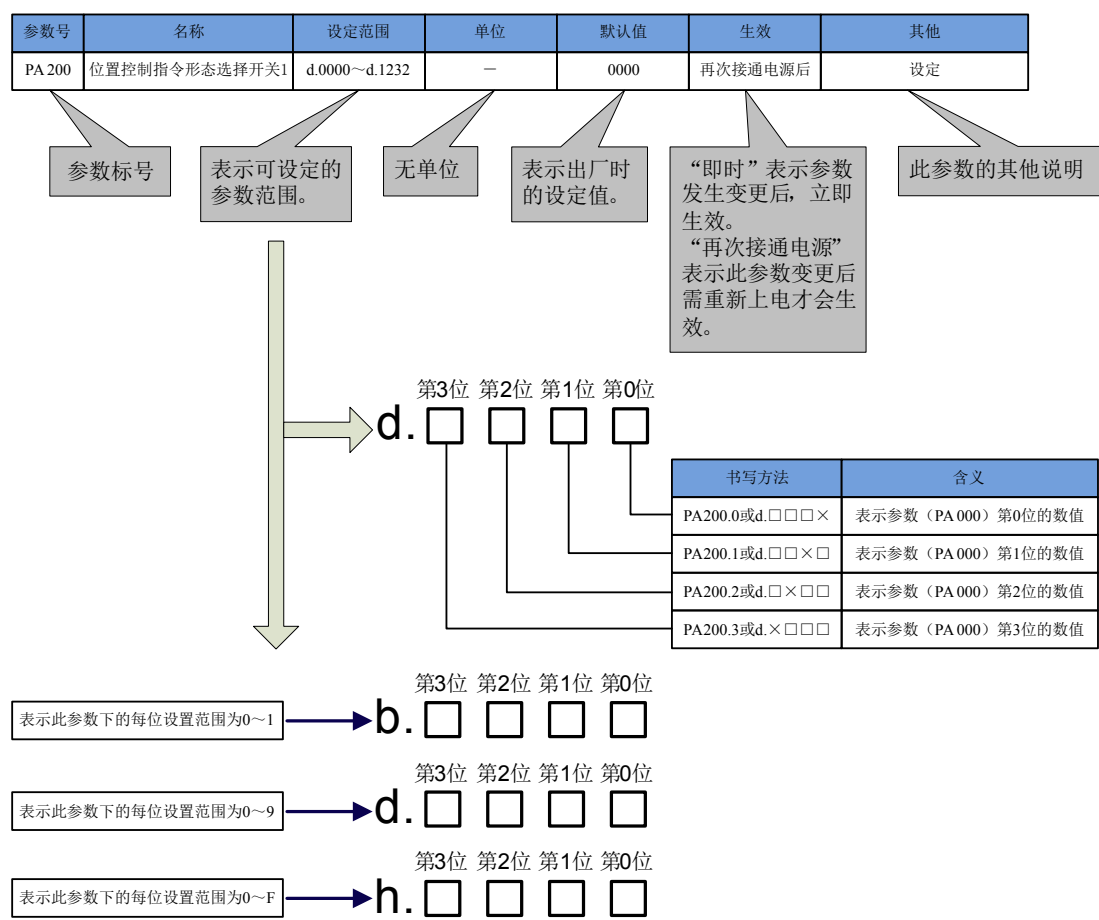 参数号 名称 设定范围 单位 默认值 生效 其他
PA 200 位置控制指令形态选择开关1 d.0000～d.1232 － 0000 再次接通电源后 设定
参数标号
表示可设定的
参数范围。
无单位
表示出厂时
的设定值。
“即时”表示参数
发生变更后，立即
生效。
“再次接通电源”
表示此参数变更后
需重新上电才会生
效。
此参数的其他说明
第3位 第2位 第1位 第0位
d. □ □ □ □
书写方法 含义
PA200.0或d.□□□× 表示参数（PA 000）第0位的数值
PA200.1或d.□□×□ 表示参数（PA 000）第1位的数值
PA200.2或d.□×□□ 表示参数（PA 000）第2位的数值
PA200.3或d.×□□□ 表示参数（PA 000）第3位的数值
第3位 第2位 第1位 第0位
表示此参数下的每位设置范围为0～1 b. □ □ □ □
第3位 第2位 第1位 第0位
表示此参数下的每位设置范围为0～9 d. □ □ □ □
第3位 第2位 第1位 第0位
表示此参数下的每位设置范围为0～F h. □ □ □ □